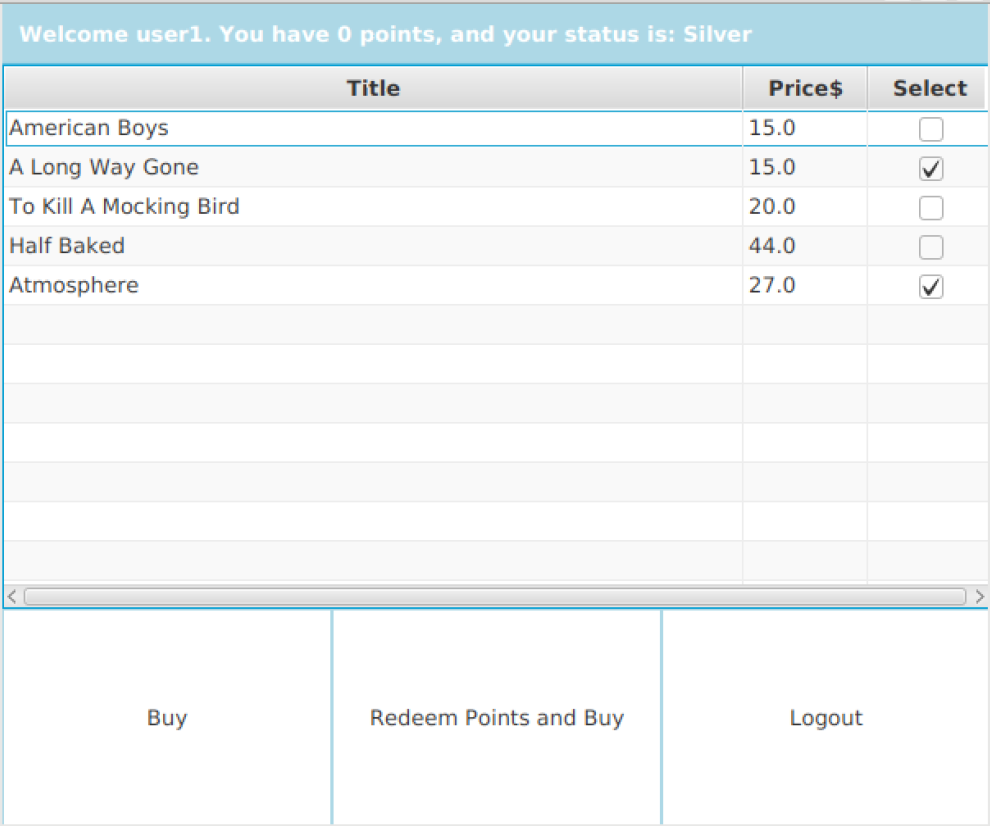 Welcome user1. You have 0 points, and your status is: Silver
Title Price$ Select
American Boys 15.0
A Long Way Gone 15.0
To Kill A Mocking Bird 20.0
Half Baked 44.0
Atmosphere 27.0
Buy Redeem Points and Buy Logout